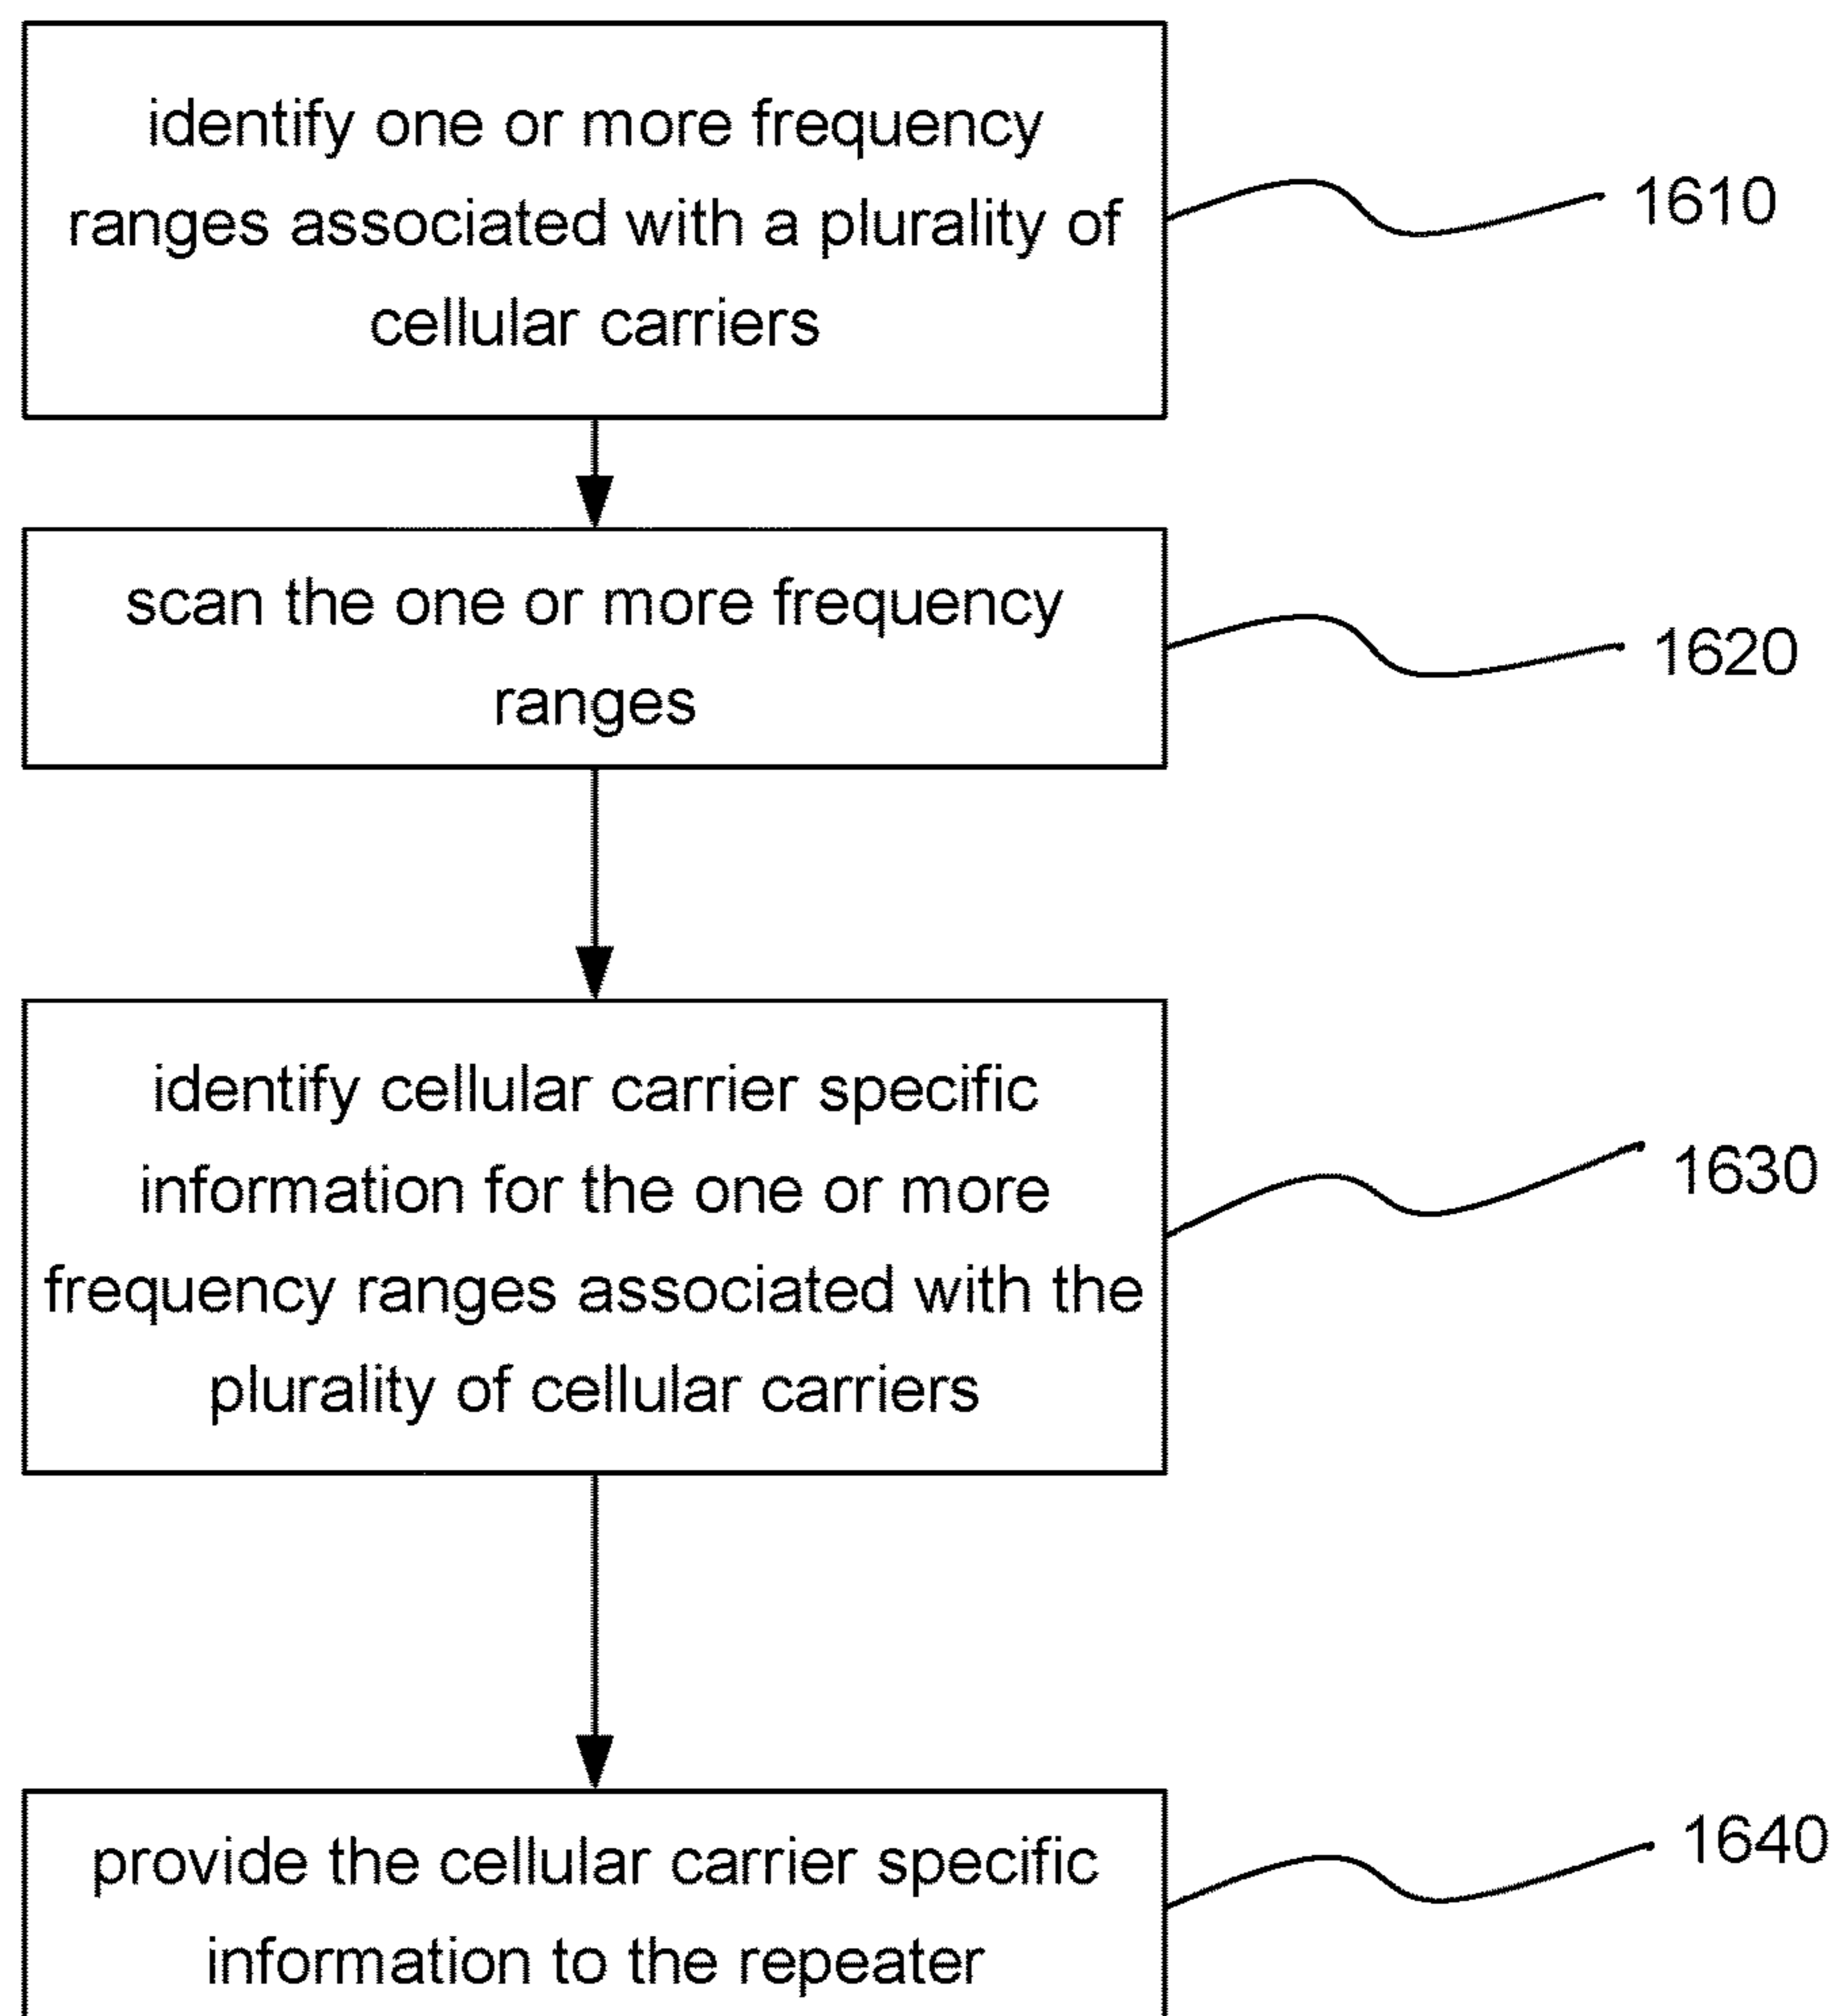 identify one or more frequency
ranges associated with a plurality of
cellular carriers
1610
scan the one or more frequency
ranges
1620
identify cellular carrier specific
information for the one or more
frequency ranges associated with the
plurality of cellular carriers
1630
provide the cellular carrier specific
information to the repeater
1640